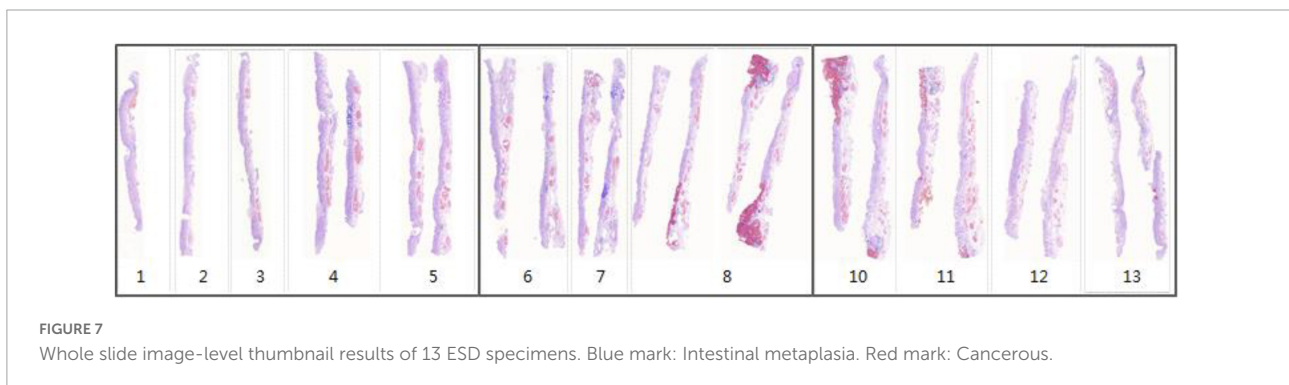 1 2 3 4 5 6 7 8 10 11 12 13
FIGURE 7
Whole slide image-level thumbnail results of 13 ESD specimens. Blue mark: Intestinal metaplasia. Red mark: Cancerous.